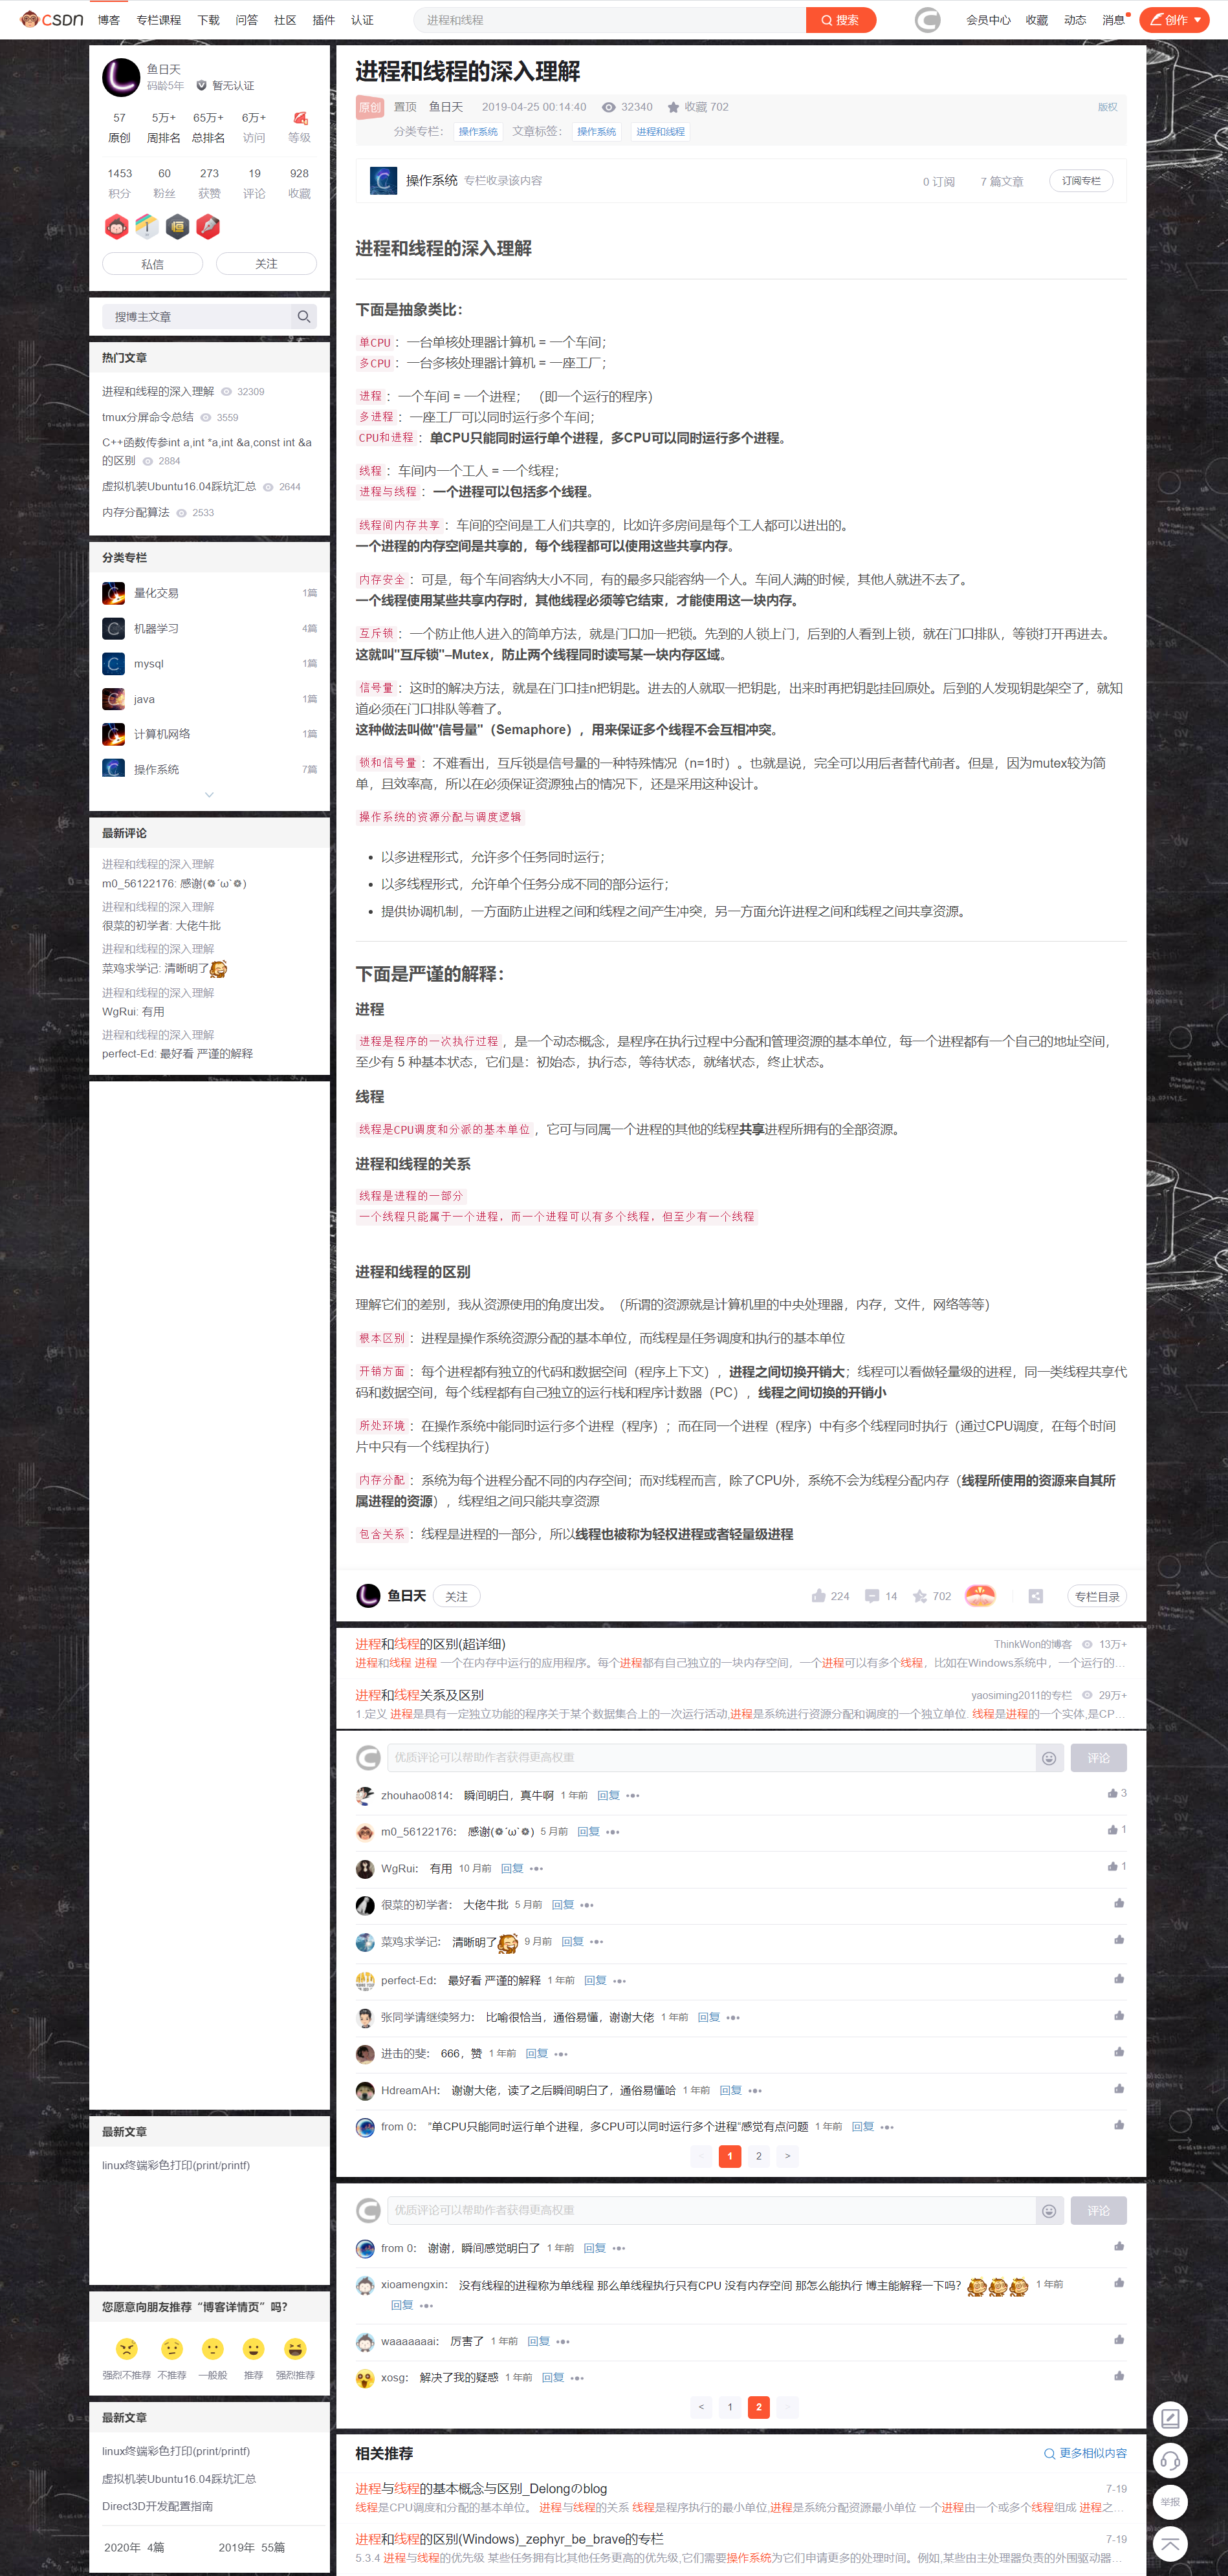 CSDN 博客 专栏课程 下载 问答 社区 插件 认证 进程和线程 搜索 会员中心 收藏 动态 消息 创作
鱼日天
码龄5年 暂无认证
57 5万+ 65万+ 6万+
原创 周排名 总排名 访问 等级
1453 60 273 19 928
积分 粉丝 获赞 评论 收藏
私信 关注
搜博主文章
热门文章
进程和线程的深入理解 32309
tmux分屏命令总结 3559
C++函数传参int a,int *a,int &a,const int &a
的区别 2884
虚拟机装Ubuntu16.04踩坑汇总 2644
内存分配算法 2533
分类专栏
量化交易 1篇
机器学习 4篇
mysql 1篇
java 1篇
计算机网络 1篇
操作系统 7篇
最新评论
进程和线程的深入理解
m0_56122176: 感谢(❁´ω`❁)
进程和线程的深入理解
很菜的初学者: 大佬牛批
进程和线程的深入理解
菜鸡求学记: 清晰明了
进程和线程的深入理解
WgRui: 有用
进程和线程的深入理解
perfect-Ed: 最好看 严谨的解释
最新文章
linux终端彩色打印(print/printf)
您愿意向朋友推荐“博客详情页”吗？
强烈不推荐 不推荐 一般般 推荐 强烈推荐
最新文章
linux终端彩色打印(print/printf)
虚拟机装Ubuntu16.04踩坑汇总
Direct3D开发配置指南
2020年 4篇 2019年 55篇
进程和线程的深入理解
原创 置顶 鱼日天 2019-04-25 00:14:40 32340 收藏 702 版权
分类专栏： 操作系统 文章标签： 操作系统 进程和线程
操作系统 专栏收录该内容 0 订阅 7 篇文章 订阅专栏
进程和线程的深入理解
下面是抽象类比：
单CPU：一台单核处理器计算机 = 一个车间；
多CPU：一台多核处理器计算机 = 一座工厂；
进程：一个车间 = 一个进程； （即一个运行的程序）
多进程：一座工厂可以同时运行多个车间；
CPU和进程：单CPU只能同时运行单个进程，多CPU可以同时运行多个进程。
线程：车间内一个工人 = 一个线程；
进程与线程：一个进程可以包括多个线程。
线程间内存共享：车间的空间是工人们共享的，比如许多房间是每个工人都可以进出的。
一个进程的内存空间是共享的，每个线程都可以使用这些共享内存。
内存安全：可是，每个车间容纳大小不同，有的最多只能容纳一个人。车间人满的时候，其他人就进不去了。
一个线程使用某些共享内存时，其他线程必须等它结束，才能使用这一块内存。
互斥锁：一个防止他人进入的简单方法，就是门口加一把锁。先到的人锁上门，后到的人看到上锁，就在门口排队，等锁打开再进去。
这就叫"互斥锁"–Mutex，防止两个线程同时读写某一块内存区域。
信号量：这时的解决方法，就是在门口挂n把钥匙。进去的人就取一把钥匙，出来时再把钥匙挂回原处。后到的人发现钥匙架空了，就知
道必须在门口排队等着了。
这种做法叫做"信号量"（Semaphore），用来保证多个线程不会互相冲突。
锁和信号量：不难看出，互斥锁是信号量的一种特殊情况（n=1时）。也就是说，完全可以用后者替代前者。但是，因为mutex较为简
单，且效率高，所以在必须保证资源独占的情况下，还是采用这种设计。
操作系统的资源分配与调度逻辑
• 以多进程形式，允许多个任务同时运行；
• 以多线程形式，允许单个任务分成不同的部分运行；
• 提供协调机制，一方面防止进程之间和线程之间产生冲突，另一方面允许进程之间和线程之间共享资源。
下面是严谨的解释：
进程
进程是程序的一次执行过程，是一个动态概念，是程序在执行过程中分配和管理资源的基本单位，每一个进程都有一个自己的地址空间，
至少有 5 种基本状态，它们是：初始态，执行态，等待状态，就绪状态，终止状态。
线程
线程是CPU调度和分派的基本单位，它可与同属一个进程的其他的线程共享进程所拥有的全部资源。
进程和线程的关系
线程是进程的一部分
一个线程只能属于一个进程，而一个进程可以有多个线程，但至少有一个线程
进程和线程的区别
理解它们的差别，我从资源使用的角度出发。（所谓的资源就是计算机里的中央处理器，内存，文件，网络等等）
根本区别：进程是操作系统资源分配的基本单位，而线程是任务调度和执行的基本单位
开销方面：每个进程都有独立的代码和数据空间（程序上下文），进程之间切换开销大；线程可以看做轻量级的进程，同一类线程共享代
码和数据空间，每个线程都有自己独立的运行栈和程序计数器（PC），线程之间切换的开销小
所处环境：在操作系统中能同时运行多个进程（程序）；而在同一个进程（程序）中有多个线程同时执行（通过CPU调度，在每个时间
片中只有一个线程执行）
内存分配：系统为每个进程分配不同的内存空间；而对线程而言，除了CPU外，系统不会为线程分配内存（线程所使用的资源来自其所
属进程的资源），线程组之间只能共享资源
包含关系：线程是进程的一部分，所以线程也被称为轻权进程或者轻量级进程
鱼日天 关注 224 14 702 专栏目录
进程和线程的区别(超详细) ThinkWon的博客 13万+
进程和线程 进程 一个在内存中运行的应用程序。每个进程都有自己独立的一块内存空间，一个进程可以有多个线程，比如在Windows系统中，一个运行的…
进程和线程关系及区别 yaosiming2011的专栏 29万+
1.定义 进程是具有一定独立功能的程序关于某个数据集合上的一次运行活动,进程是系统进行资源分配和调度的一个独立单位. 线程是进程的一个实体,是CP…
优质评论可以帮助作者获得更高权重 评论
zhouhao0814: 瞬间明白，真牛啊 1 年前 回复 3
m0_56122176: 感谢(❁´ω`❁) 5 月前 回复 1
WgRui: 有用 10 月前 回复 1
很菜的初学者: 大佬牛批 5 月前 回复
菜鸡求学记: 清晰明了 9 月前 回复
perfect-Ed: 最好看 严谨的解释 1 年前 回复
张同学请继续努力: 比喻很恰当，通俗易懂，谢谢大佬 1 年前 回复
进击的斐: 666，赞 1 年前 回复
HdreamAH: 谢谢大佬，读了之后瞬间明白了，通俗易懂哈 1 年前 回复
from 0: "单CPU只能同时运行单个进程，多CPU可以同时运行多个进程"感觉有点问题 1 年前 回复
< 1 2 >
优质评论可以帮助作者获得更高权重 评论
from 0: 谢谢，瞬间感觉明白了 1 年前 回复
xioamengxin: 没有线程的进程称为单线程 那么单线程执行只有CPU 没有内存空间 那怎么能执行 博主能解释一下吗？ 1 年前
回复
waaaaaaai: 厉害了 1 年前 回复
xosg: 解决了我的疑惑 1 年前 回复
< 1 2 >
相关推荐 更多相似内容
进程与线程的基本概念与区别_Delongのblog 7-19
线程是CPU调度和分配的基本单位。 进程与线程的关系 线程是程序执行的最小单位,进程是系统分配资源最小单位 一个进程由一个或多个线程组成 进程之…
进程和线程的区别(Windows)_zephyr_be_brave的专栏 7-19
5.3.4 进程与线程的优先级 某些任务拥有比其他任务更高的优先级,它们需要操作系统为它们申请更多的处理时间。例如,某些由主处理器负责的外围驱动器…
举报